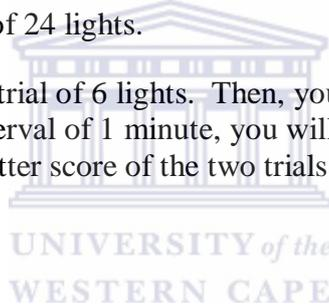 of 24 lights.
trial of 6 lights. Then, you
erval of 1 minute, you will
tter score of the two trials
UNIVERSITY of the
WESTERN CAPE